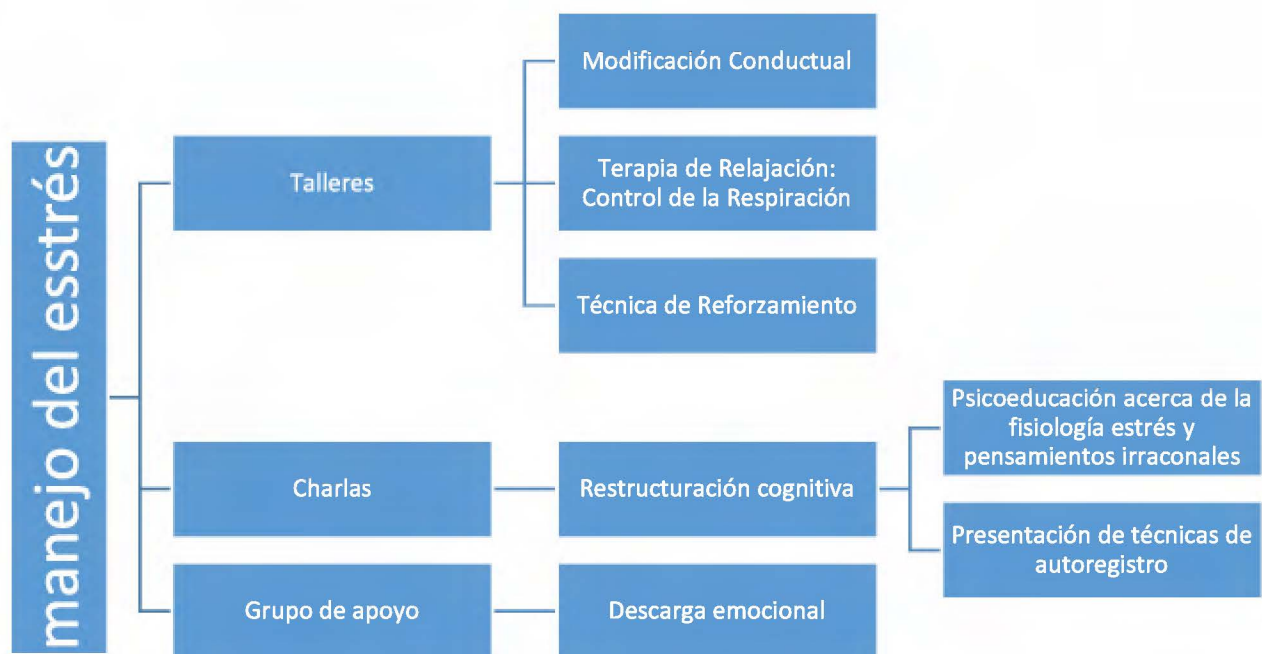 manejo del esstrés
Talleres
Modificación Conductual
Terapia de Relajación:
Control de la Respiración
Técnica de Reforzamiento
Charlas
Restructuración cognitiva
Psicoeducación acerca de la
fisiología estrés y
pensamientos irraconales
Presentación de técnicas de
autoregistro
Grupo de apoyo
Descarga emocional